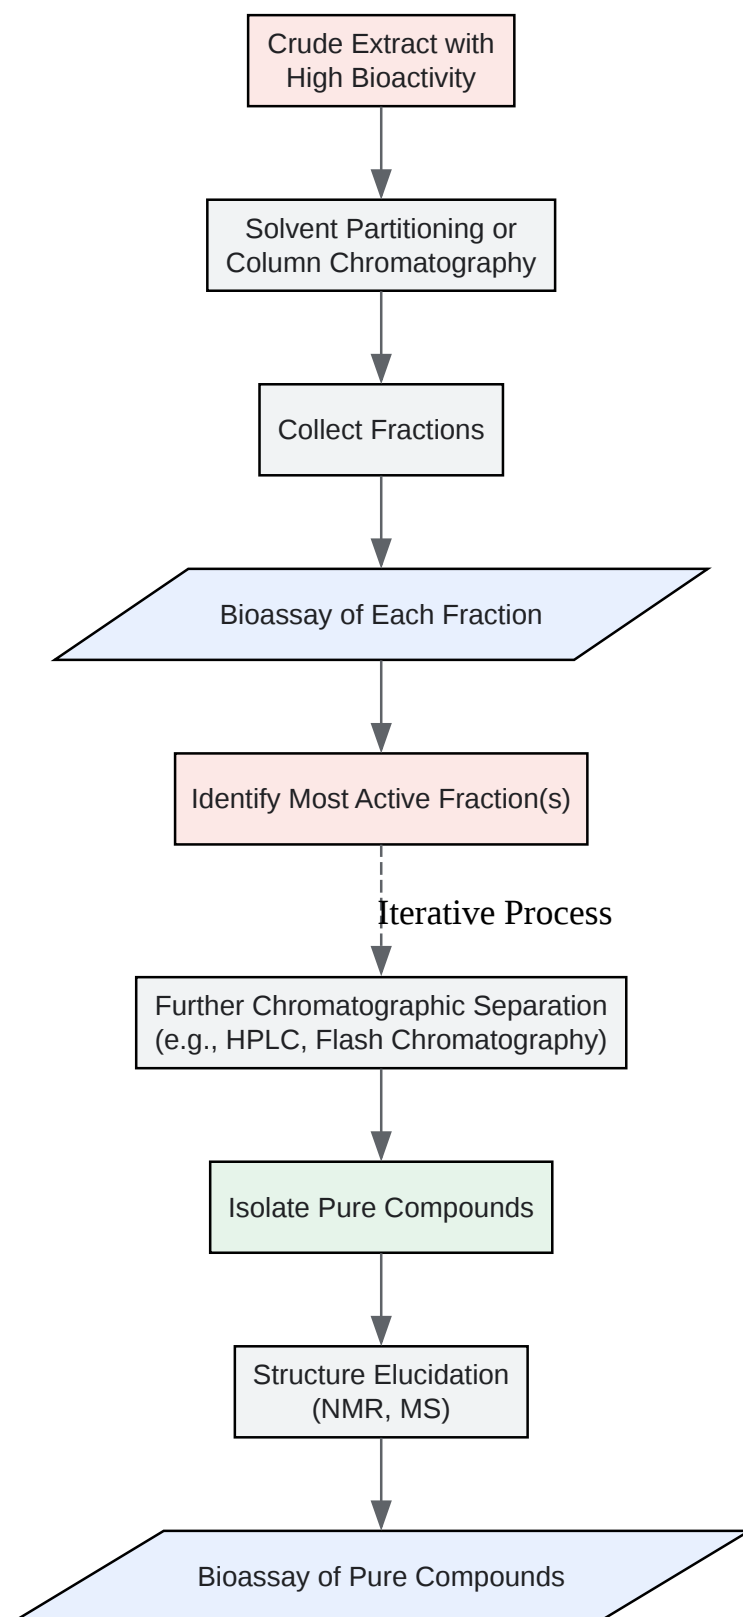 Crude Extract with
High Bioactivity
Solvent Partitioning or
Column Chromatography
Collect Fractions
Bioassay of Each Fraction
Identify Most Active Fraction(s)
Iterative Process
Further Chromatographic Separation
(e.g., HPLC, Flash Chromatography)
Isolate Pure Compounds
Structure Elucidation
(NMR, MS)
Bioassay of Pure Compounds